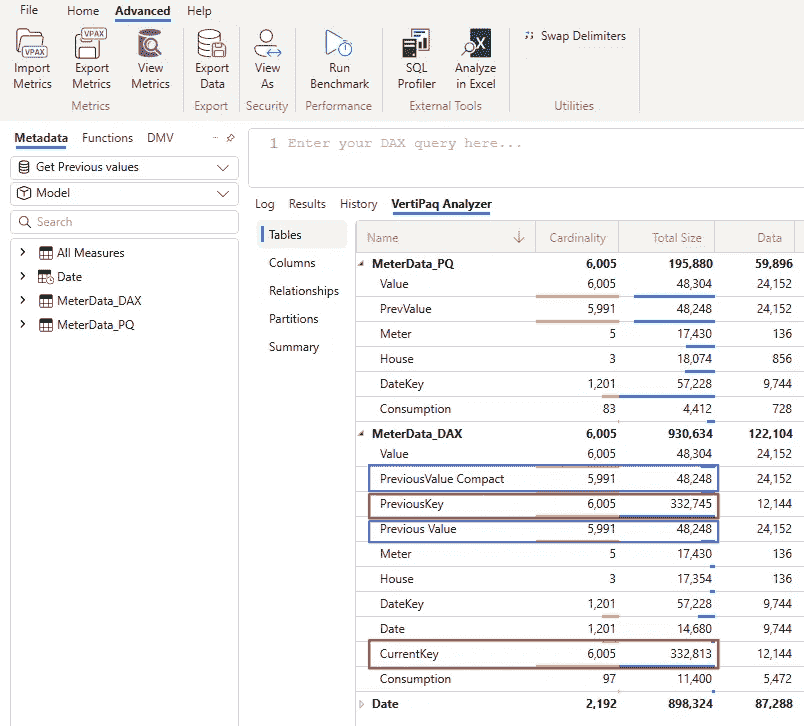 File Home Advanced Help
Import Metrics
Export Metrics
View Metrics
Export Data
View As
Run Benchmark
SQL Profiler
Analyze in Excel
Swap Delimiters
Metrics Export Security Performance External Tools Utilities
VPAX
VPAX
Metadata Functions DMV
Get Previous values
Model
Search
All Measures
Date
MeterData_DAX
MeterData_PQ
1 Enter your DAX query here...
Log Results History VertiPaq Analyzer
Tables
Columns
Relationships
Partitions
Summary
Name Cardinality Total Size Data
MeterData_PQ 6,005 195,880 59,896
Value 6,005 48,304 24,152
PrevValue 5,991 48,248 24,152
Meter 5 17,430 136
House 3 18,074 856
DateKey 1,201 57,228 9,744
Consumption 83 4,412 728
MeterData_DAX 6,005 930,634 122,104
Value 6,005 48,304 24,152
PreviousValue Compact 5,991 48,248 24,152
PreviousKey 6,005 332,745 12,144
Previous Value 5,991 48,248 24,152
Meter 5 17,430 136
House 3 17,354 136
DateKey 1,201 57,228 9,744
Date 1,201 14,680 9,744
CurrentKey 6,005 332,813 12,144
Consumption 97 11,400 5,472
Date 2,192 898,324 87,288